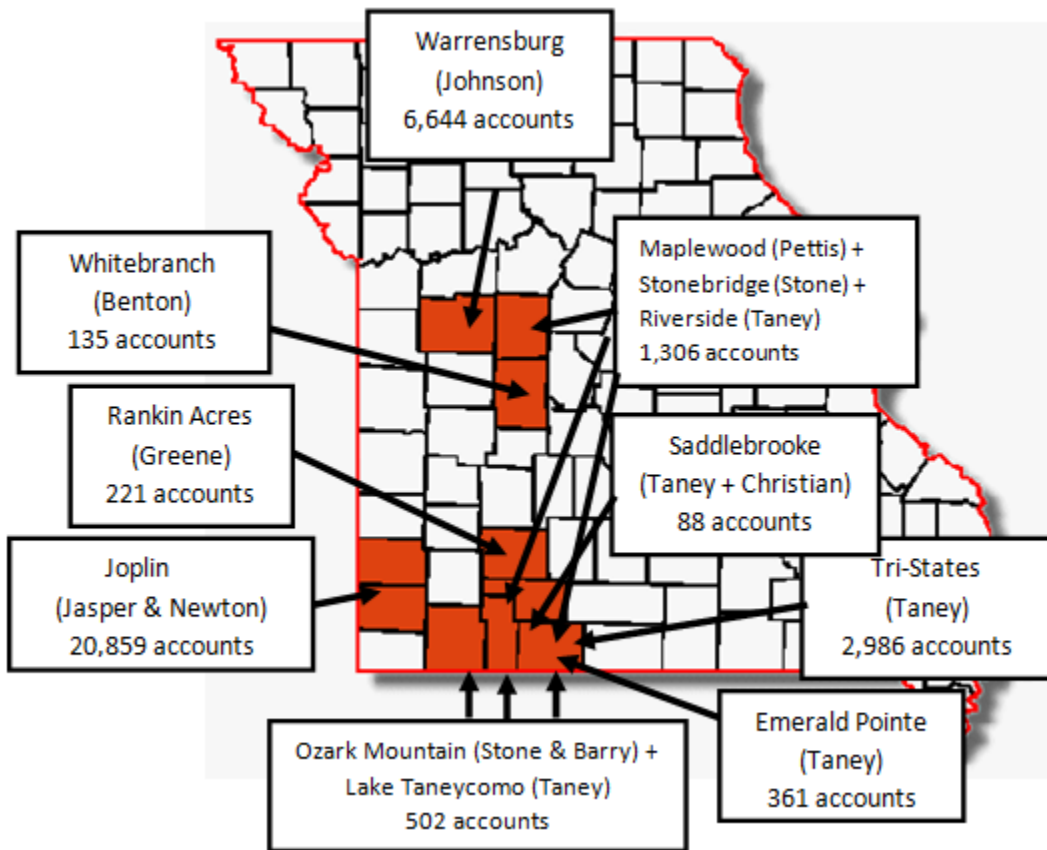 Warrensburg
(Johnson)
6,644 accounts
Whitebranch
(Benton)
135 accounts
Maplewood (Pettis) +
Stonebridge (Stone) +
Riverside (Taney)
1,306 accounts
Rankin Acres
(Greene)
221 accounts
Saddlebrooke
(Taney + Christian)
88 accounts
Joplin
(Jasper & Newton)
20,859 accounts
Tri-States
(Taney)
2,986 accounts
Ozark Mountain (Stone & Barry) +
Lake Taneycomo (Taney)
502 accounts
Emerald Pointe
(Taney)
361 accounts